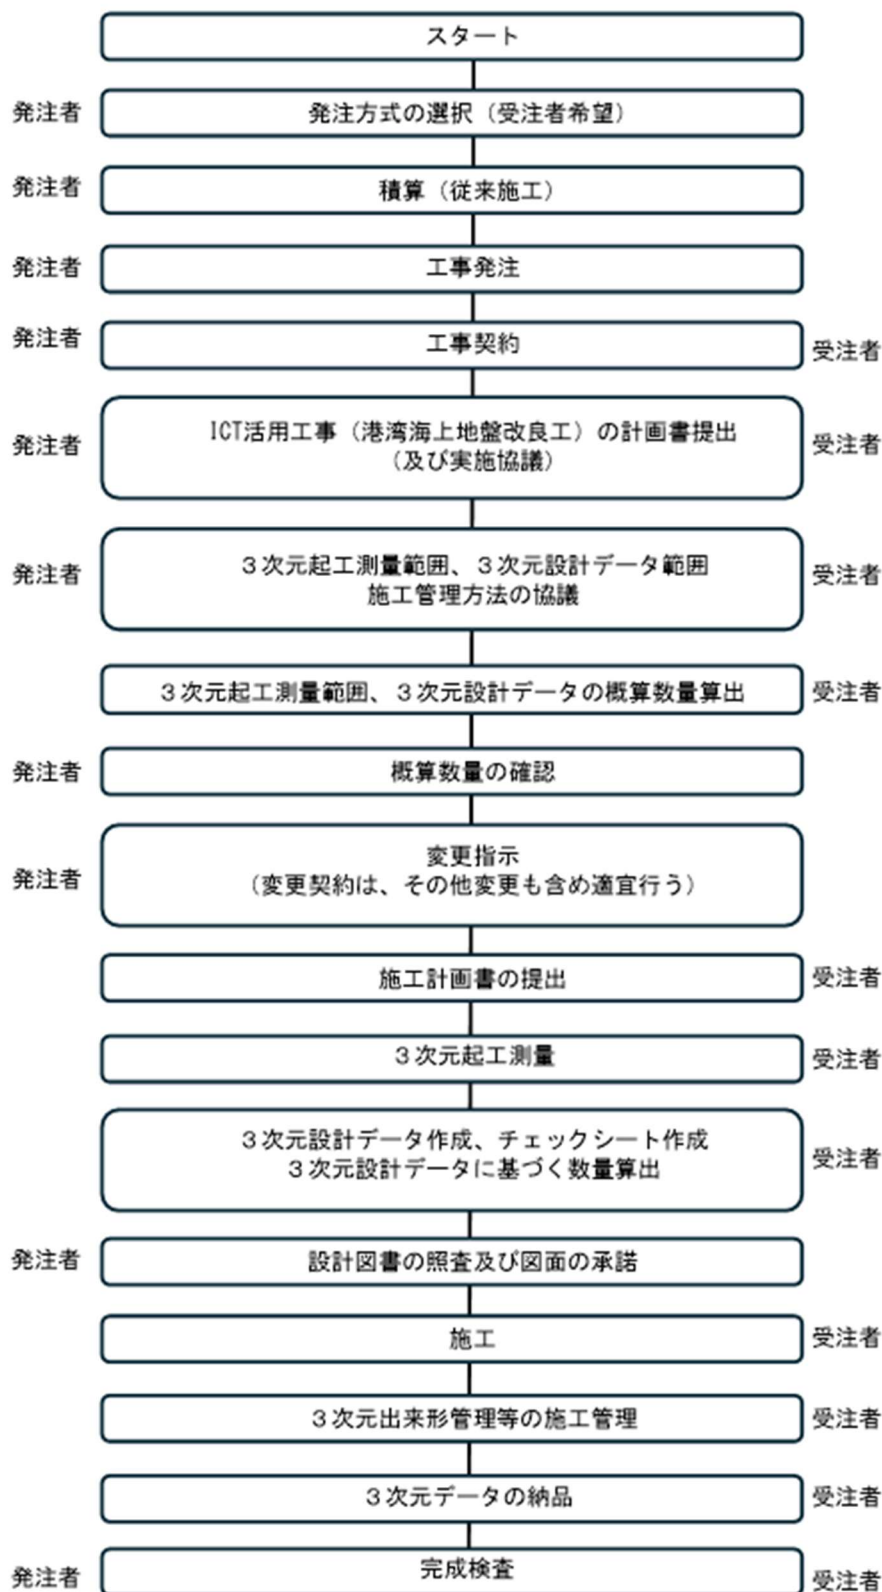 スタート
発注者
発注方式の選択（受注者希望）
発注者
積算（従来施工）
発注者
工事発注
発注者
工事契約
受注者
発注者
ICT活用工事（港湾海上地盤改良工）の計画書提出
（及び実施協議）
受注者
発注者
３次元起工測量範囲、３次元設計データ範囲
施工管理方法の協議
受注者
３次元起工測量範囲、３次元設計データの概算数量算出
受注者
発注者
概算数量の確認
発注者
変更指示
（変更契約は、その他変更も含め適宜行う）
施工計画書の提出
受注者
３次元起工測量
受注者
３次元設計データ作成、チェックシート作成
３次元設計データに基づく数量算出
受注者
発注者
設計図書の照査及び図面の承諾
施工
受注者
３次元出来形管理等の施工管理
受注者
３次元データの納品
受注者
発注者
完成検査
受注者